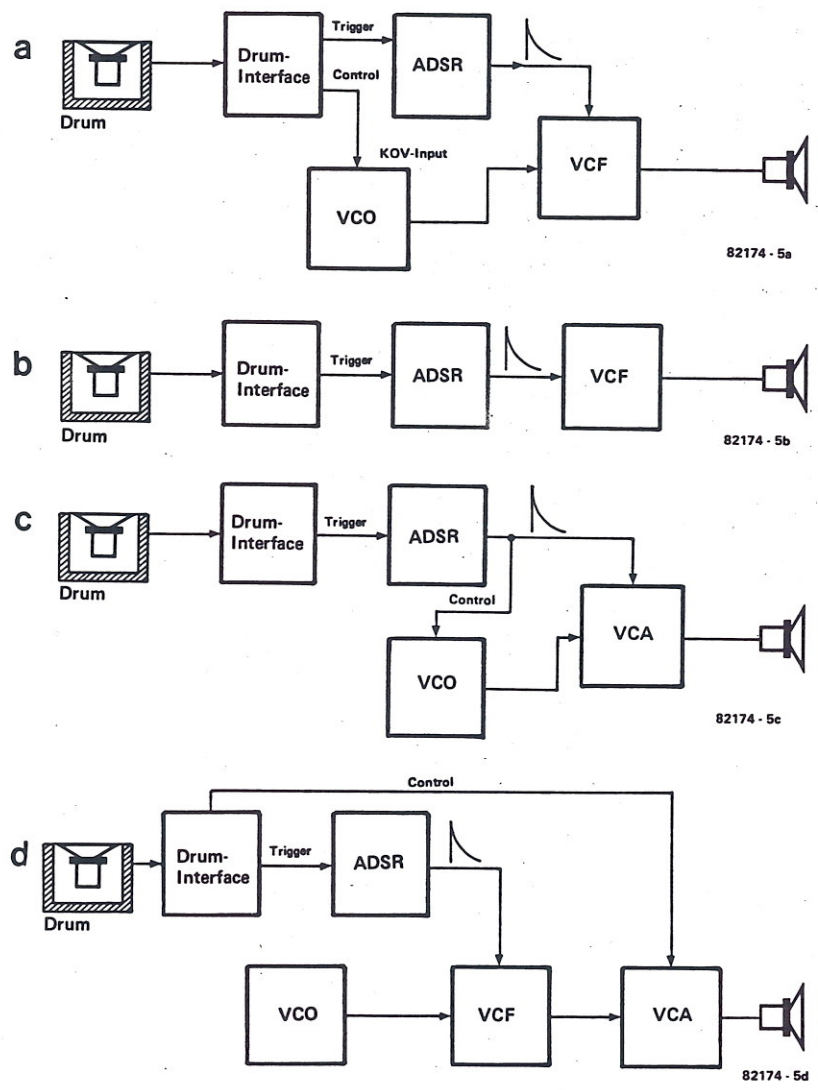 a
Drum
Drum-
Interface
Trigger
Control
ADSR
KOV-Input
VCO
VCF
82174 - 5a
b
Drum
Drum-
Interface
Trigger
ADSR
VCF
82174 - 5b
c
Drum
Drum-
Interface
Trigger
ADSR
Control
VCO
VCA
82174 - 5c
d
Control
Drum
Drum-
Interface
Trigger
ADSR
VCO
VCF
VCA
82174 - 5d